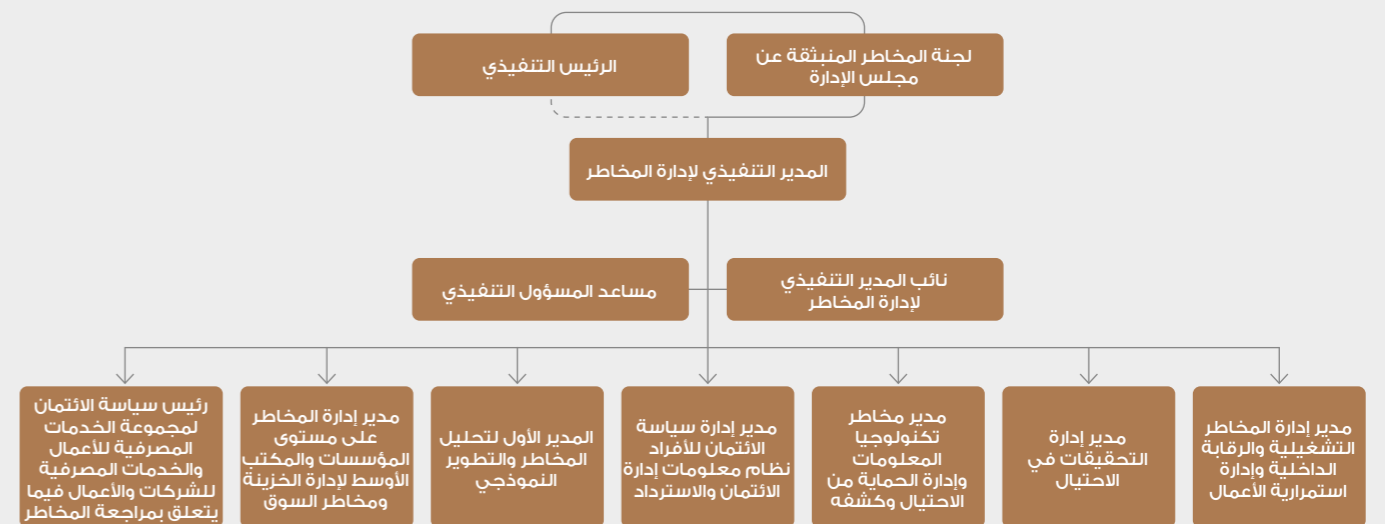 لجنة المخاطر المنبثقة عن
مجلس الإدارة
الرئيس التنفيذي
المدير التنفيذي لإدارة المخاطر
نائب المدير التنفيذي
لإدارة المخاطر
مساعد المسؤول التنفيذي
مدير إدارة المخاطر
التشغيلية والرقابة
الداخلية وإدارة
استمرارية الأعمال
مدير إدارة
التحقيقات في
الاحتيال
مدير مخاطر
تكنولوجيا
المعلومات
وإدارة الحماية من
الاحتيال وكشفه
مدير إدارة سياسة
الائتمان للأفراد
نظام معلومات إدارة
الائتمان والاسترداد
المدير الأول لتحليل
المخاطر والتطوير
النموذجي
مدير إدارة المخاطر
على مستوى
المؤسسات والمكتب
الأوسط لإدارة الخزينة
ومخاطر السوق
رئيس سياسة الائتمان
لمجموعة الخدمات
المصرفية للأعمال
والخدمات المصرفية
للشركات والأعمال فيما
يتعلق بمراجعة المخاطر